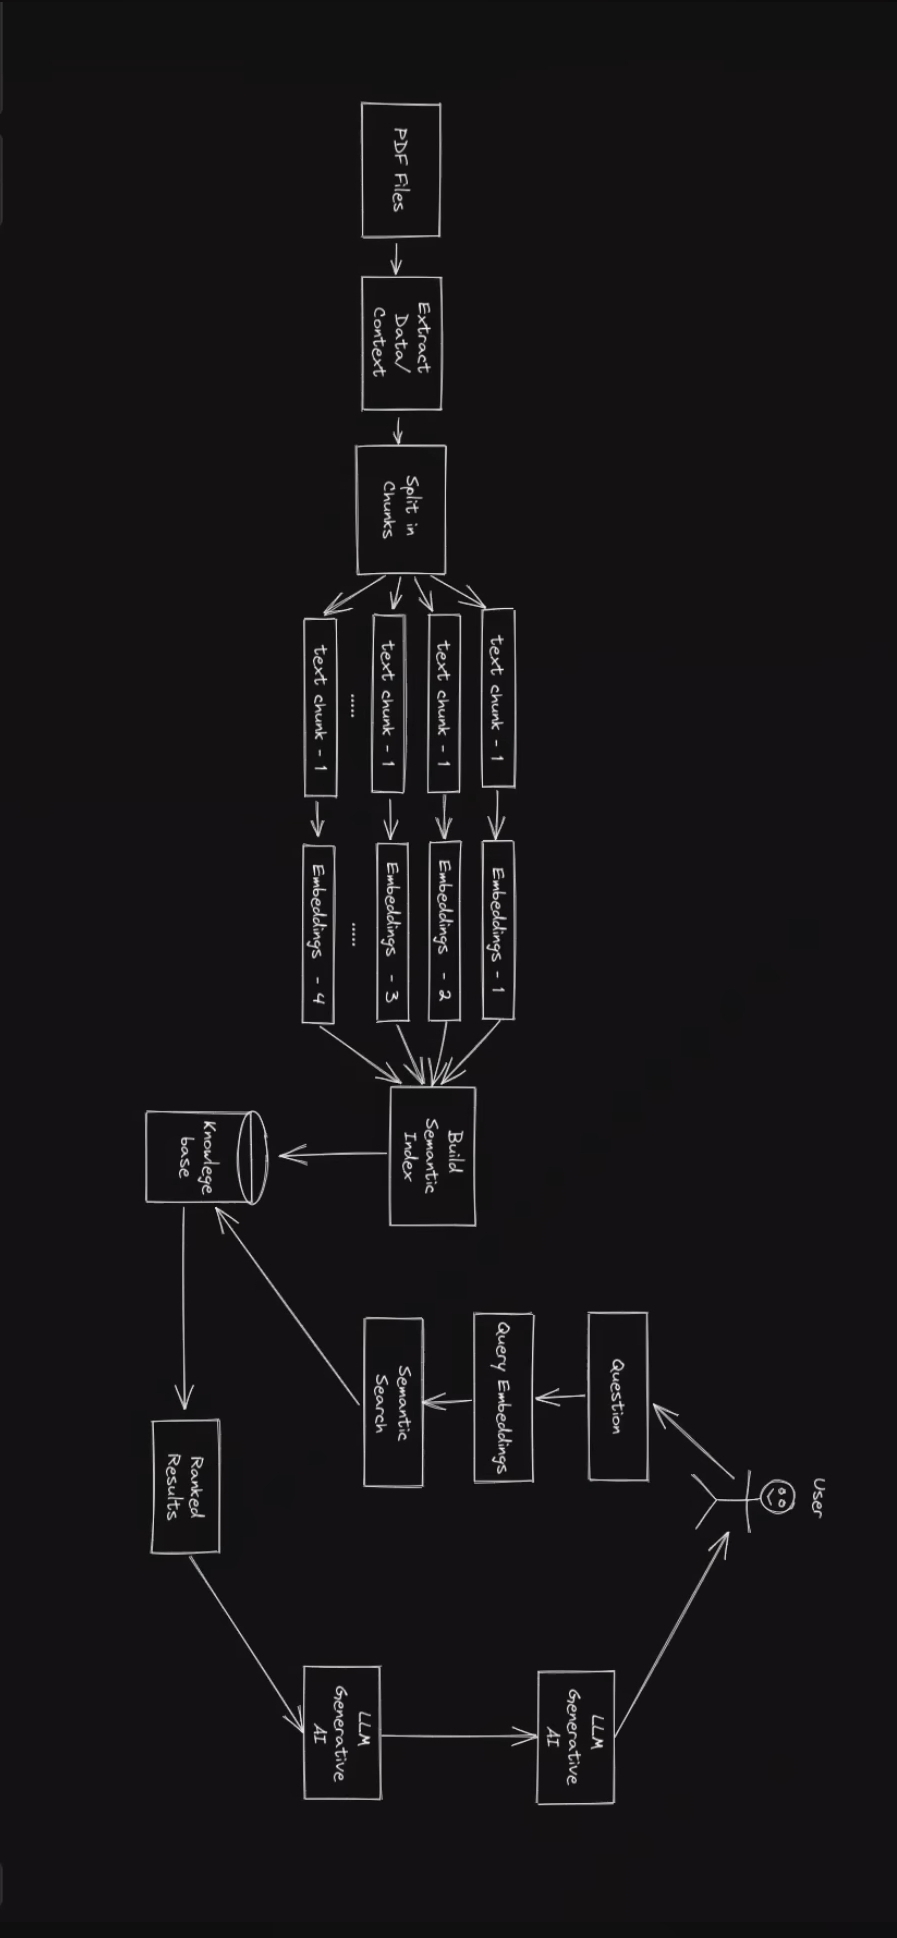 User
Question
Query Embeddings
Semantic
Search
LLM
Generative
AI
LLM
Generative
AI
PDF Files
Extract
Data/
Context
Split in
Chunks
text chunk - 1
text chunk - 1
text chunk - 1
.....
text chunk - 1
Embeddings - 1
Embeddings - 2
Embeddings - 3
.....
Embeddings - 4
Build
Semantic
Index
Knowlege
base
Ranked
Results